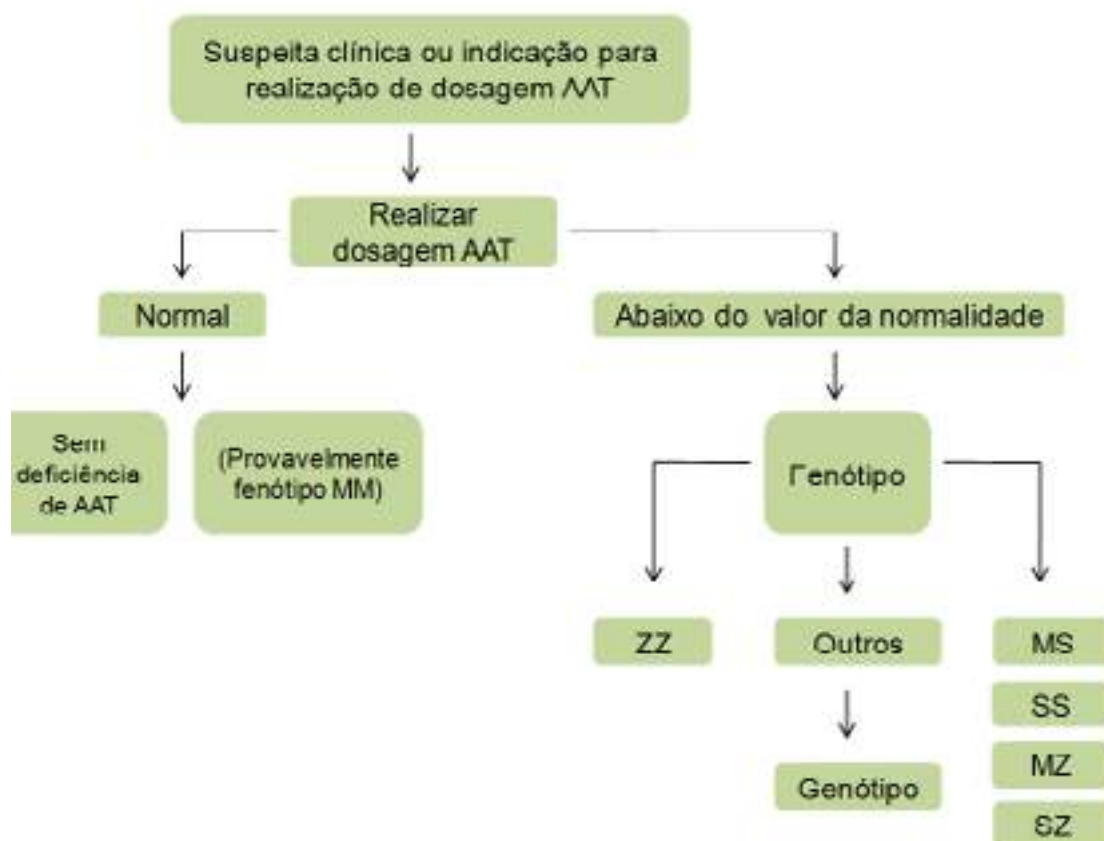 Suspeita clínica ou indicação para
realização de dosagem AAT
Realizar
dosagem AAT
Normal
Abaixo do valor da normalidade
Sem
deficiência
de AAT
(Provavelmente
fenótipo MM)
Fenótipo
ZZ
Outros
MS
SS
MZ
SZ
Genótipo